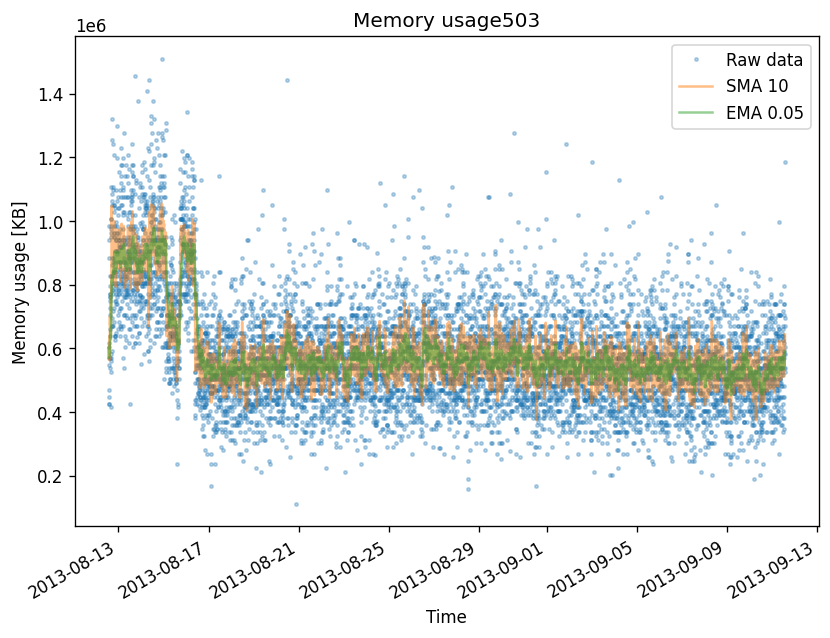 Memory usage503
1e6
Raw data
SMA 10
EMA 0.05
1.4
1.2
1.0
0.8
0.6
0.4
0.2
Memory usage [KB]
2013-08-13
2013-08-17
2013-08-21
2013-08-25
2013-08-29
2013-09-01
2013-09-05
2013-09-09
2013-09-13
Time